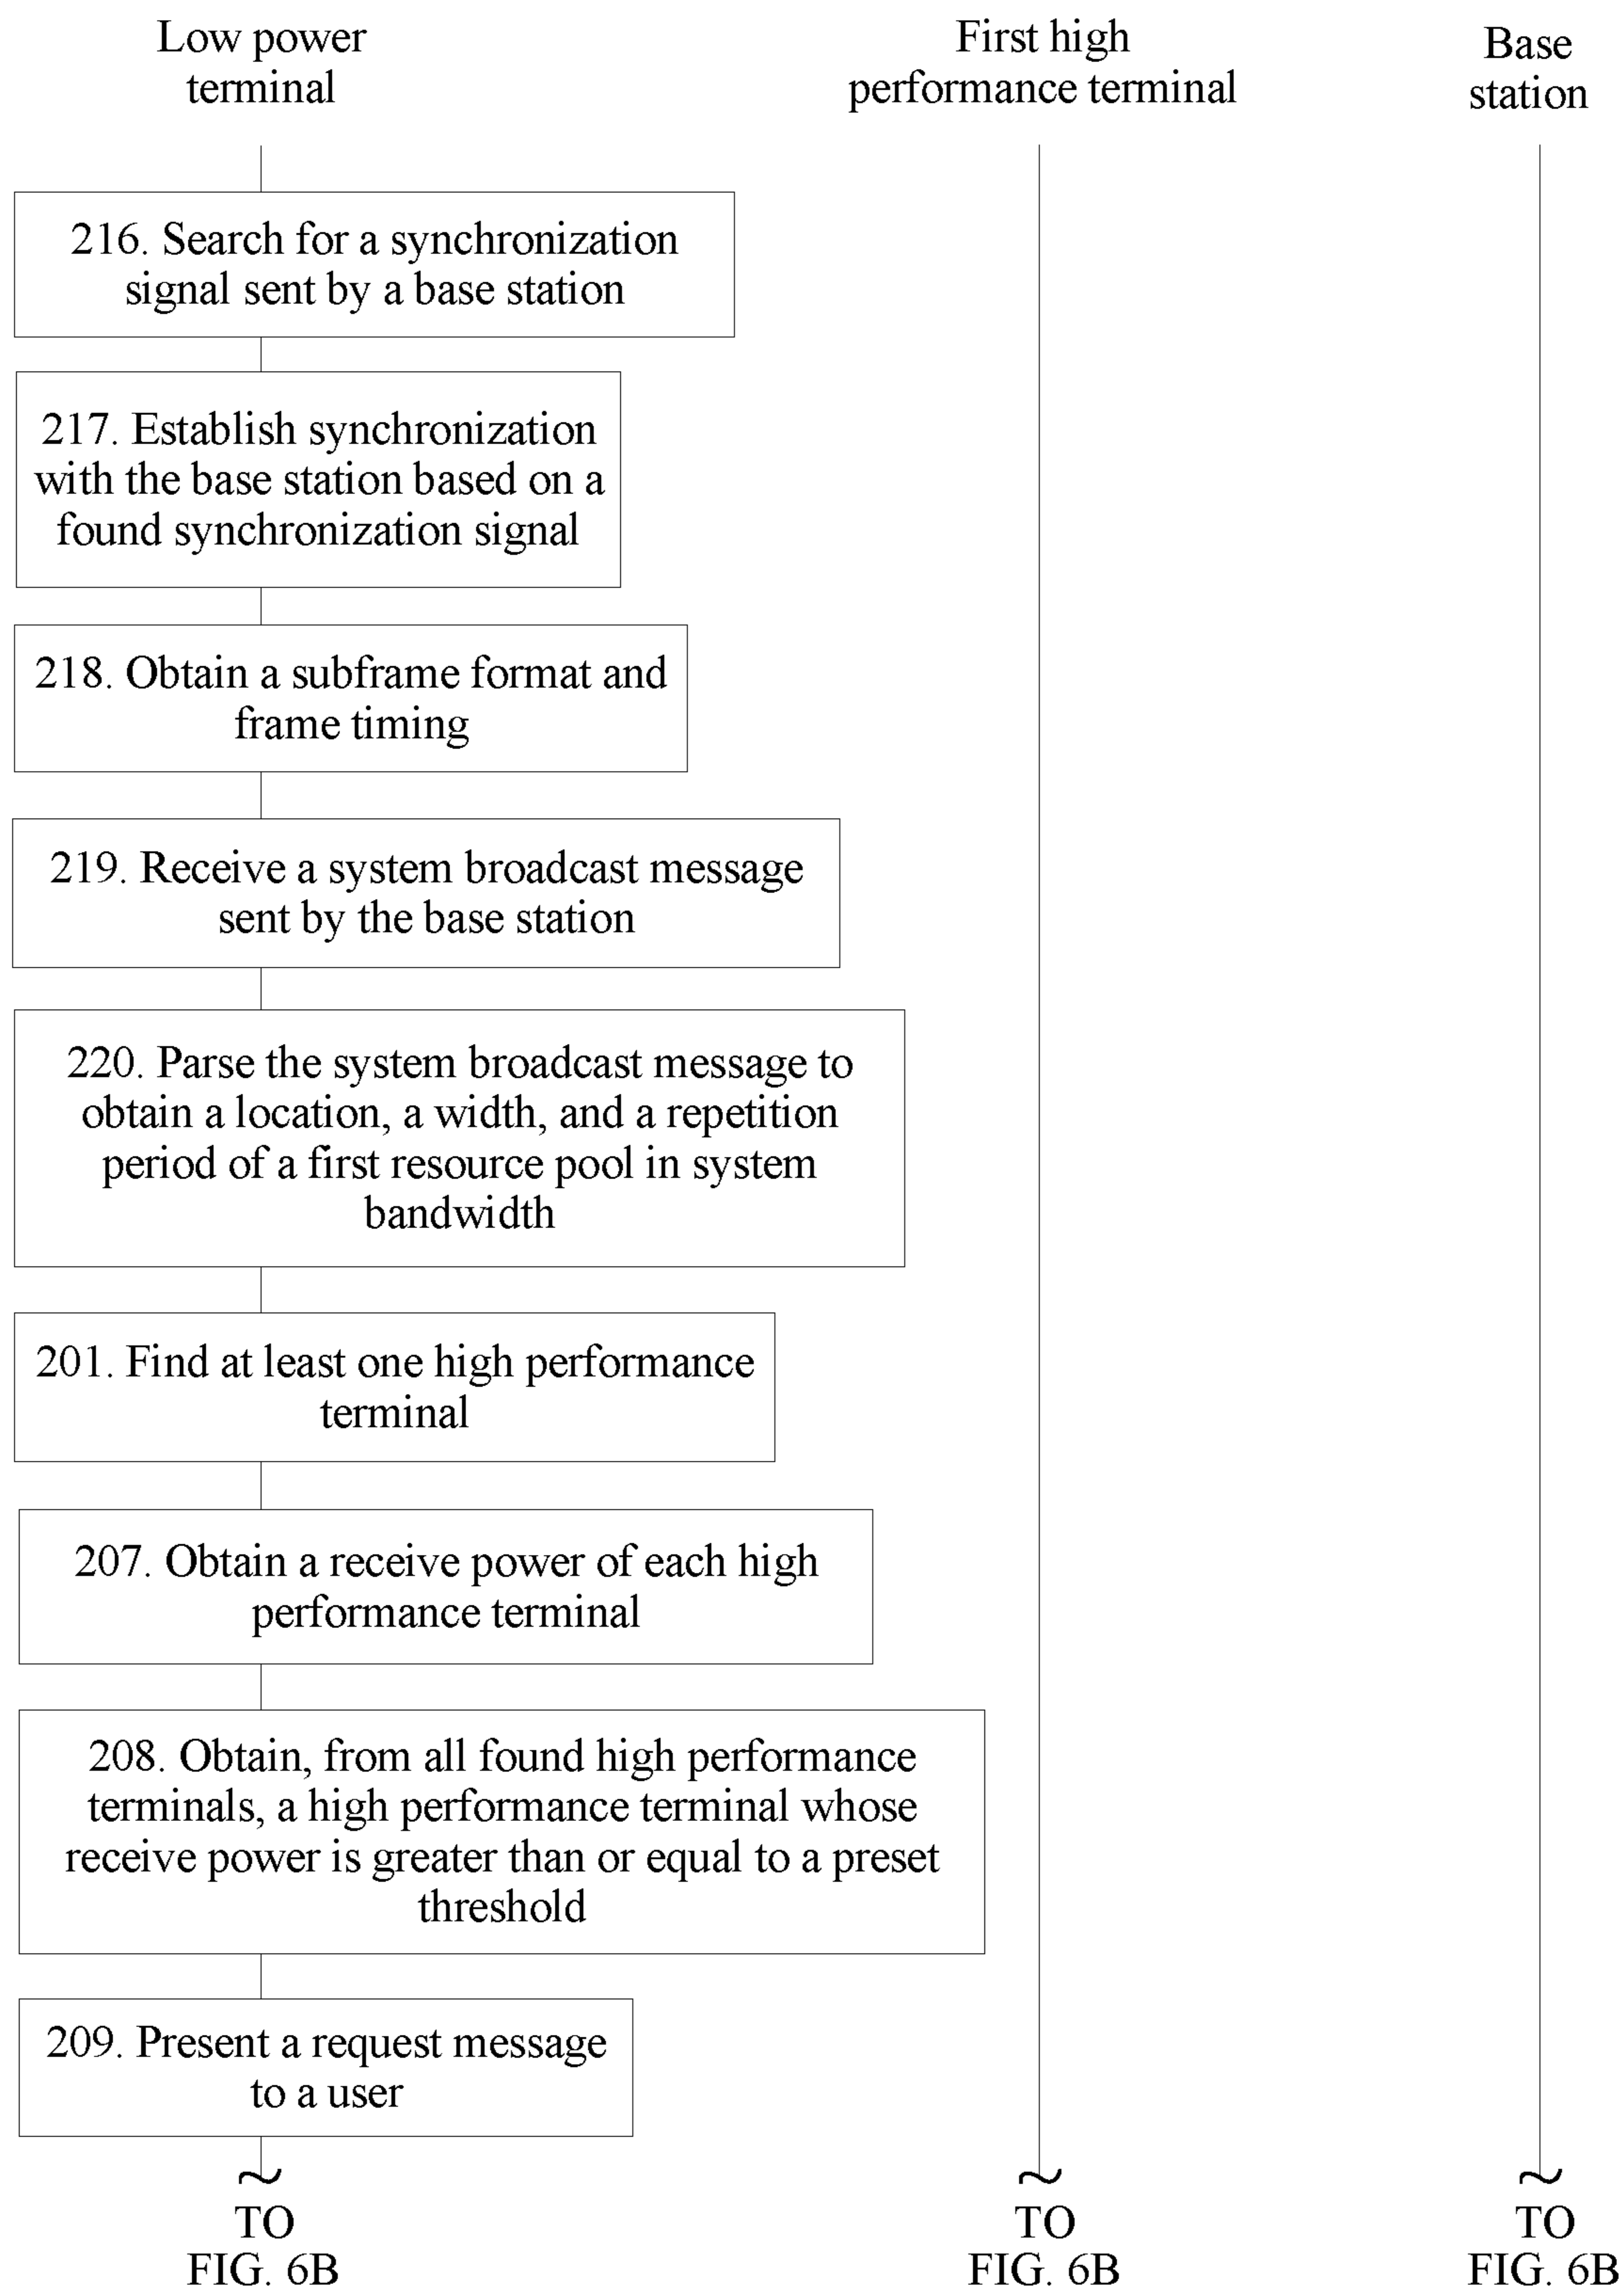 Low power
terminal
First high
performance terminal
Base
station
216. Search for a synchronization
signal sent by a base station
217. Establish synchronization
with the base station based on a
found synchronization signal
218. Obtain a subframe format and
frame timing
219. Receive a system broadcast message
sent by the base station
220. Parse the system broadcast message to
obtain a location, a width, and a repetition
period of a first resource pool in system
bandwidth
201. Find at least one high performance
terminal
207. Obtain a receive power of each high
performance terminal
208. Obtain, from all found high performance
terminals, a high performance terminal whose
receive power is greater than or equal to a preset
threshold
209. Present a request message
to a user
TO
FIG. 6B
TO
FIG. 6B
TO
FIG. 6B